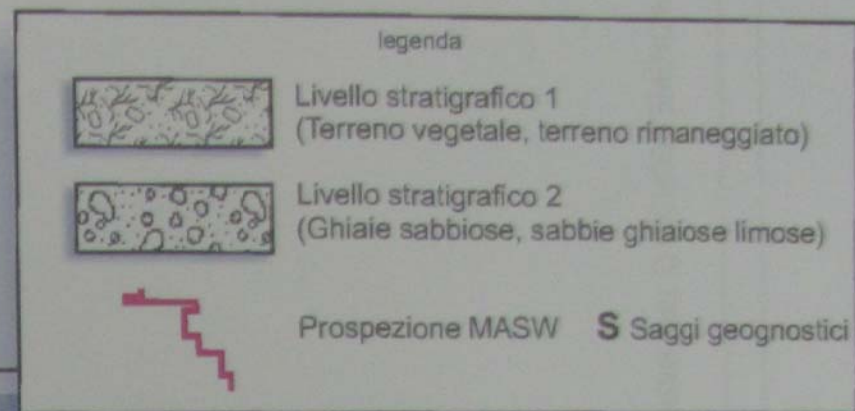 legenda
Livello stratigrafico 1
(Terreno vegetale, terreno rimaneggiato)
Livello stratigrafico 2
(Ghiaie sabbiose, sabbie ghiaiose limose)
Prospezione MASW S Saggi geognostici